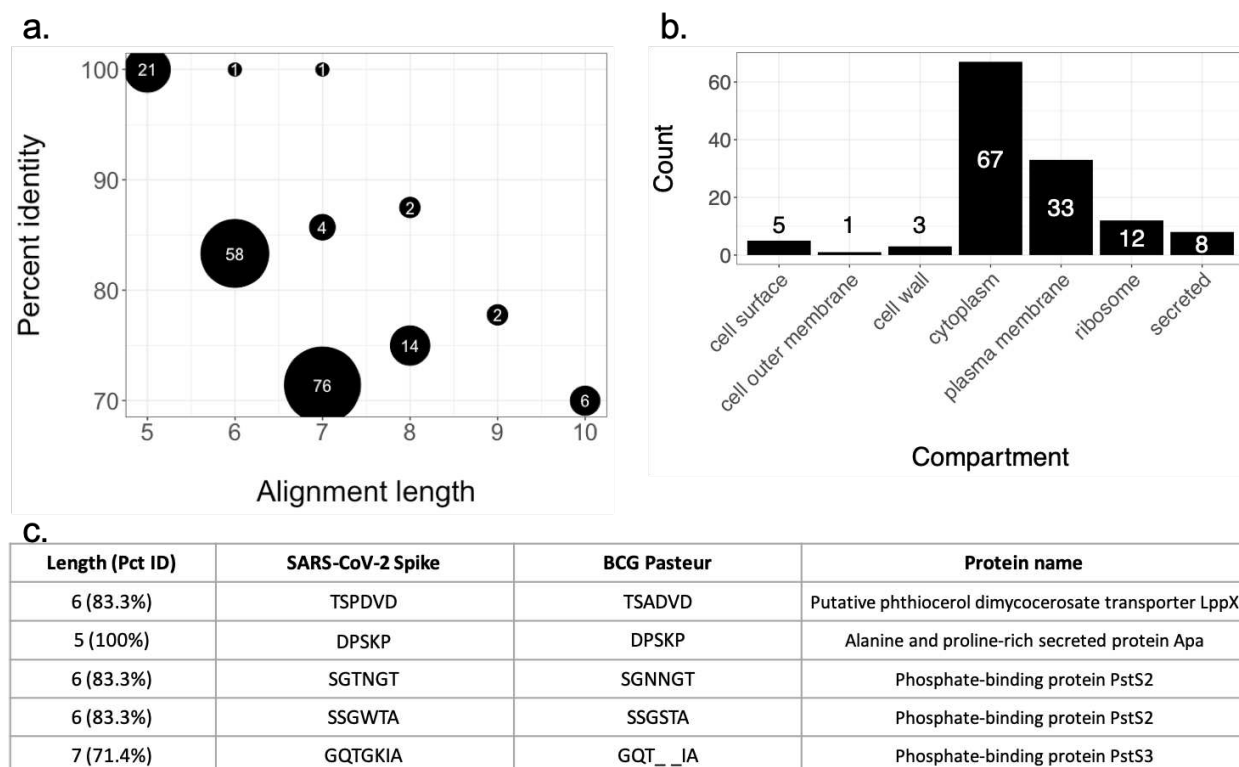 a.
Percent identity
100
90
80
70
21
1
1
2
4
58
2
14
76
6
5 6 7 8 9 10
Alignment length
b.
Count
60
40
20
0
5
1
3
67
33
12
8
cell surface
cell outer membrane
cell wall
cytoplasm
plasma membrane
ribosome
secreted
Compartment
c.
Length (Pct ID) SARS-CoV-2 Spike BCG Pasteur Protein name
6 (83.3%) TSPDVD TSADVD Putative phthiocerol dimycocerosate transporter LppX
5 (100%) DPSKP DPSKP Alanine and proline-rich secreted protein Apa
6 (83.3%) SGTNGT SGNNGT Phosphate-binding protein PstS2
6 (83.3%) SSGWTA SSGSTA Phosphate-binding protein PstS2
7 (71.4%) GQTGKIA GQT_ _IA Phosphate-binding protein PstS3